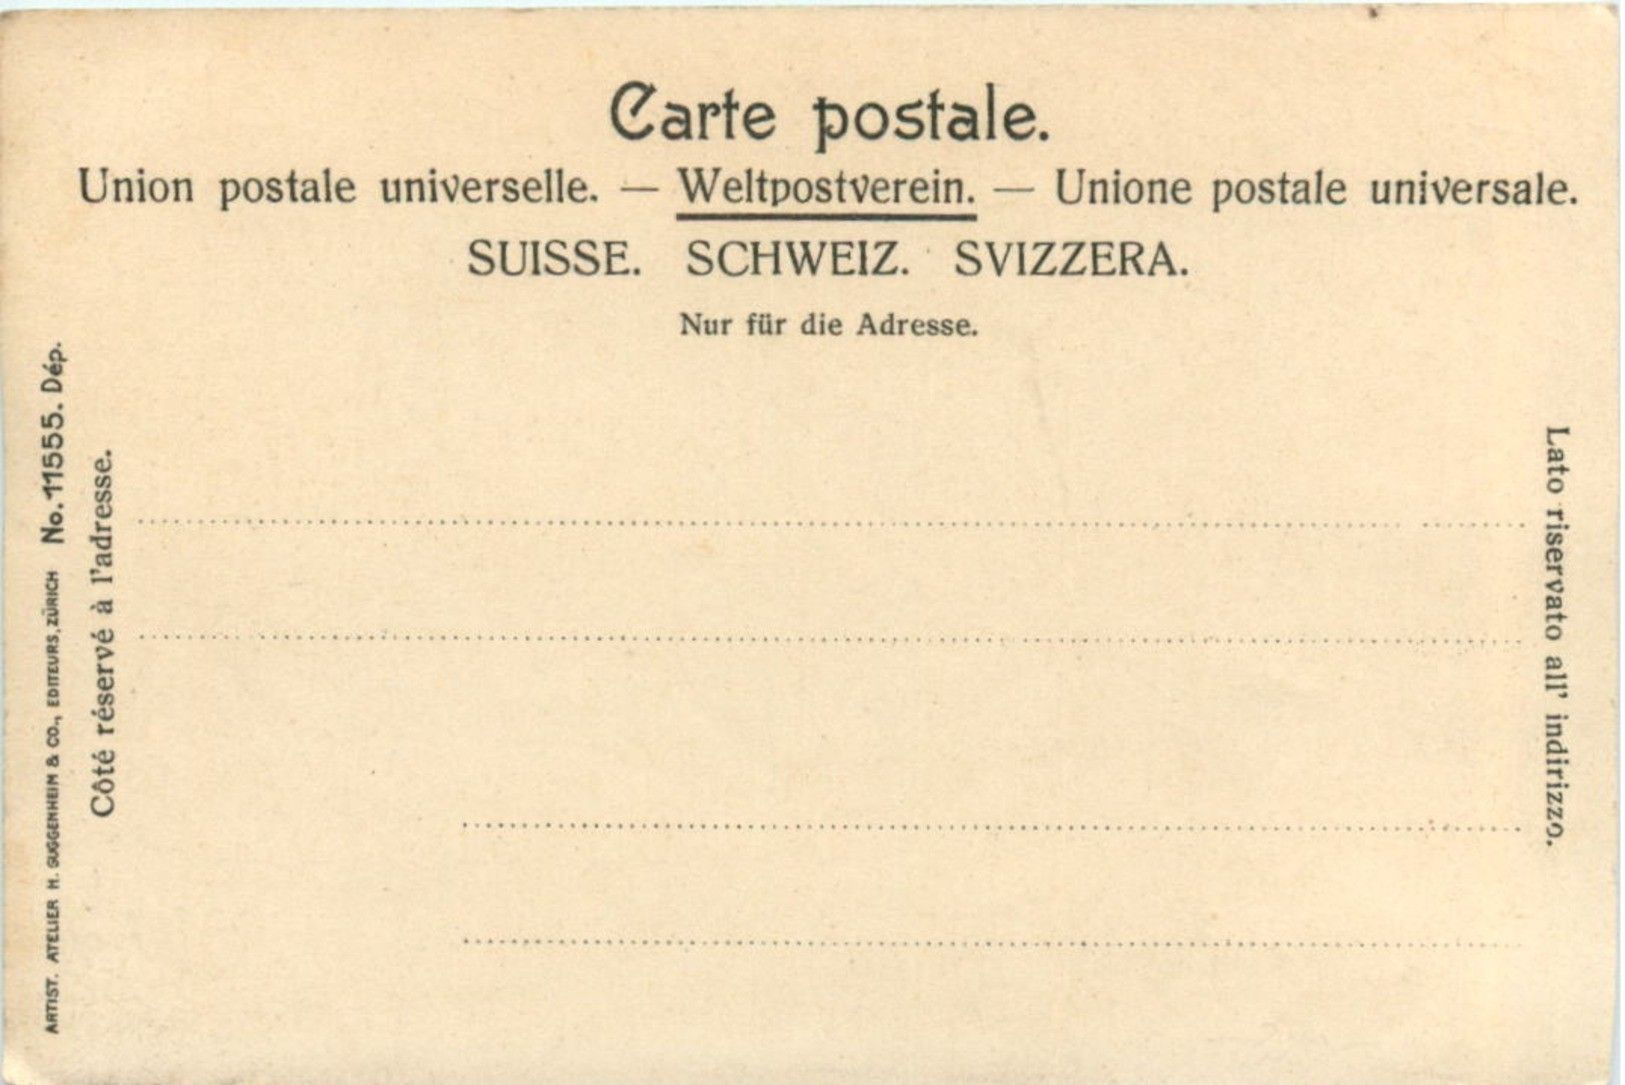 Carte postale.
Union postale universelle. — Weltpostverein. — Unione postale universale.
SUISSE. SCHWEIZ. SVIZZERA.
Nur für die Adresse.
ARTIST. ATELIER H. GUGGENHEIM & CO., EDITEURS, ZÜRICH No. 11555. Dép.
Côté réservé à l'adresse.
Lato riservato all' indirizzo.